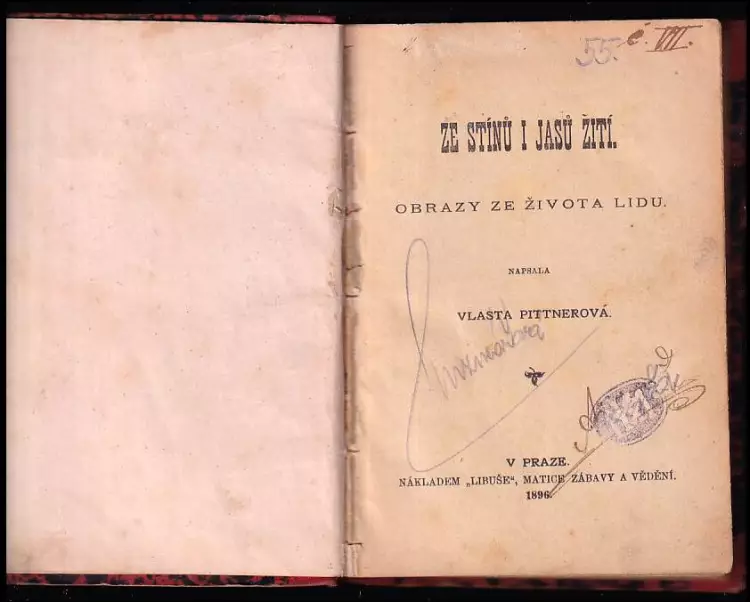 55. č. VII.
ZE STÍNŮ I JASŮ ŽITÍ.
OBRAZY ZE ŽIVOTA LIDU.
NAPSALA
VLASTA PITTNEROVÁ.
V PRAZE.
NÁKLADEM „LIBUŠE“, MATICE ZÁBAVY A VĚDĚNÍ.
1896.